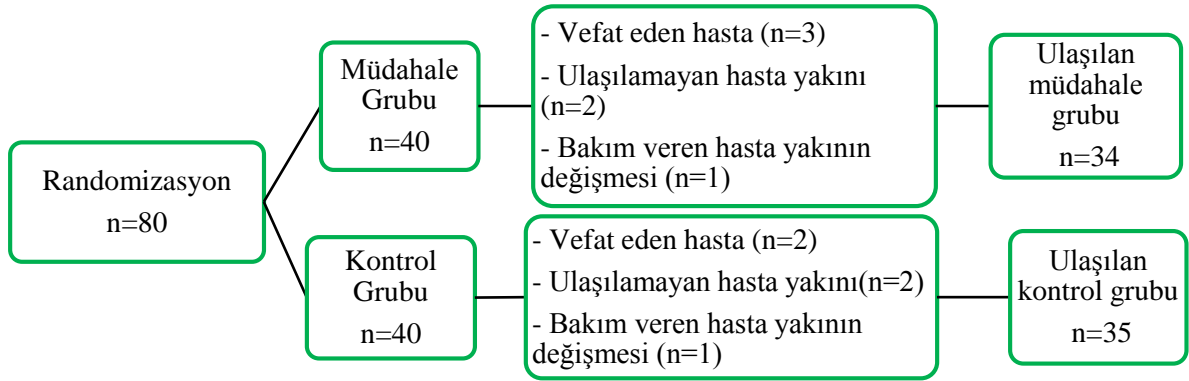 Randomizasyon
n=80
Müdahale
Grubu
n=40
- Vefat eden hasta (n=3)
- Ulaşılamayan hasta yakını
(n=2)
- Bakım veren hasta yakının
değişmesi (n=1)
Ulaşılan
müdahale
grubu
n=34
Kontrol
Grubu
n=40
- Vefat eden hasta (n=2)
- Ulaşılamayan hasta yakını(n=2)
- Bakım veren hasta yakının
değişmesi (n=1)
Ulaşılan
kontrol grubu
n=35